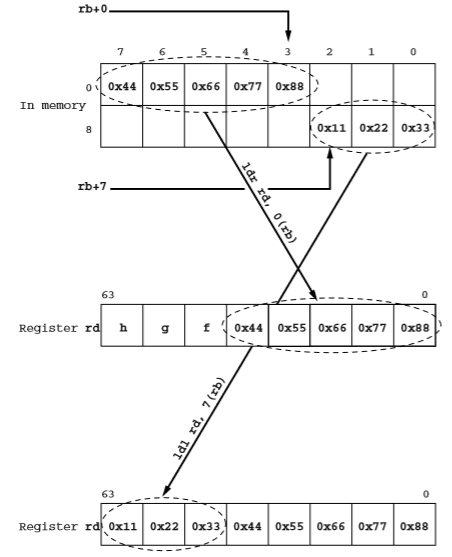 rb+0
7 6 5 4 3 2 1 0
0 0x44 0x55 0x66 0x77 0x88
In memory
8 0x11 0x22 0x33
rb+7
ldr rd, 0(rb)
63 0
Register rd h g f 0x44 0x55 0x66 0x77 0x88
ldl rd, 7(rb)
63 0
Register rd 0x11 0x22 0x33 0x44 0x55 0x66 0x77 0x88